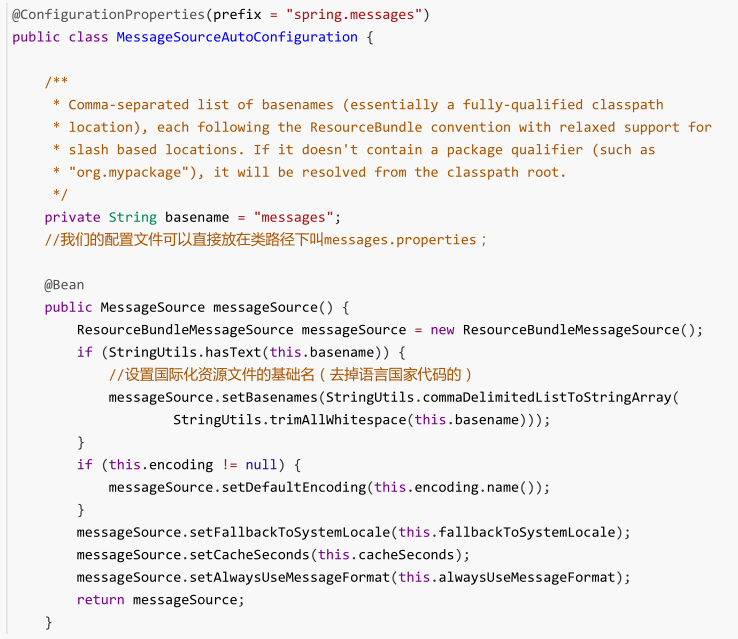 @ConfigurationProperties(prefix = "spring.messages")
public class MessageSourceAutoConfiguration {
/**
* Comma-separated list of basenames (essentially a fully-qualified classpath
* location), each following the ResourceBundle convention with relaxed support for
* slash based locations. If it doesn't contain a package qualifier (such as
* "org.mypackage"), it will be resolved from the classpath root.
*/
private String basename = "messages";
//我们的配置文件可以直接放在类路径下叫messages.properties；
@Bean
public MessageSource messageSource() {
ResourceBundleMessageSource messageSource = new ResourceBundleMessageSource();
if (StringUtils.hasText(this.basename)) {
//设置国际化资源文件的基础名（去掉语言国家代码的）
messageSource.setBasenames(StringUtils.commaDelimitedListToStringArray(
StringUtils.trimAllWhitespace(this.basename)));
}
if (this.encoding != null) {
messageSource.setDefaultEncoding(this.encoding.name());
}
messageSource.setFallbackToSystemLocale(this.fallbackToSystemLocale);
messageSource.setCacheSeconds(this.cacheSeconds);
messageSource.setAlwaysUseMessageFormat(this.alwaysUseMessageFormat);
return messageSource;
}